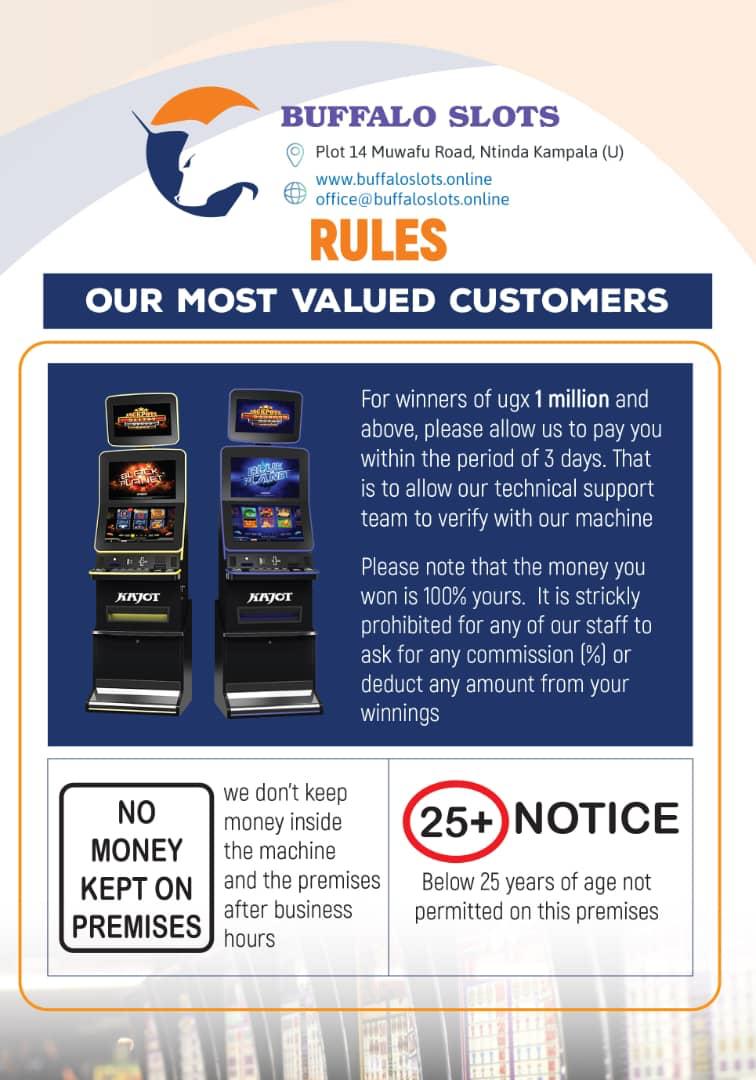 BUFFALO SLOTS
Plot 14 Muwafu Road, Ntinda Kampala (U)
www.buffaloslots.online
office@buffaloslots.online
RULES
OUR MOST VALUED CUSTOMERS
JACKPOTS
BLACK
PLANET
KAJOT
BLUE
PLANET
KAJOT
For winners of ugx 1 million and
above, please allow us to pay you
within the period of 3 days. That
is to allow our technical support
team to verify with our machine
Please note that the money you
won is 100% yours. It is strickly
prohibited for any of our staff to
ask for any commission (%) or
deduct any amount from your
winnings
NO
MONEY
KEPT ON
PREMISES
we don't keep
money inside
the machine
and the premises
after business
hours
25+ NOTICE
Below 25 years of age not
permitted on this premises